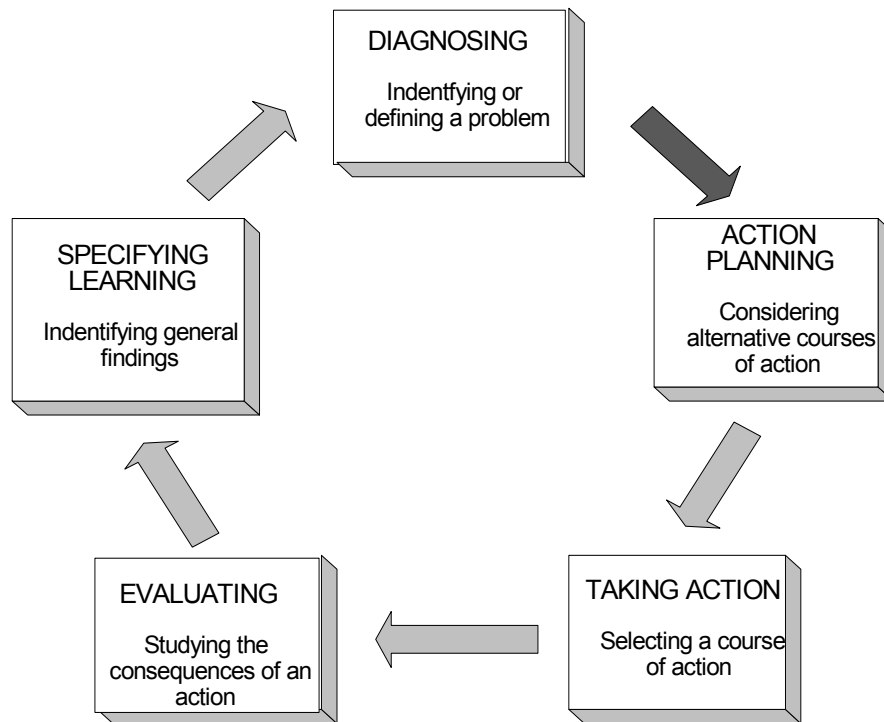 DIAGNOSING
Indentfying or
defining a problem
ACTION
PLANNING
Considering
alternative courses
of action
TAKING ACTION
Selecting a course
of action
EVALUATING
Studying the
consequences of an
action
SPECIFYING
LEARNING
Indentifying general
findings